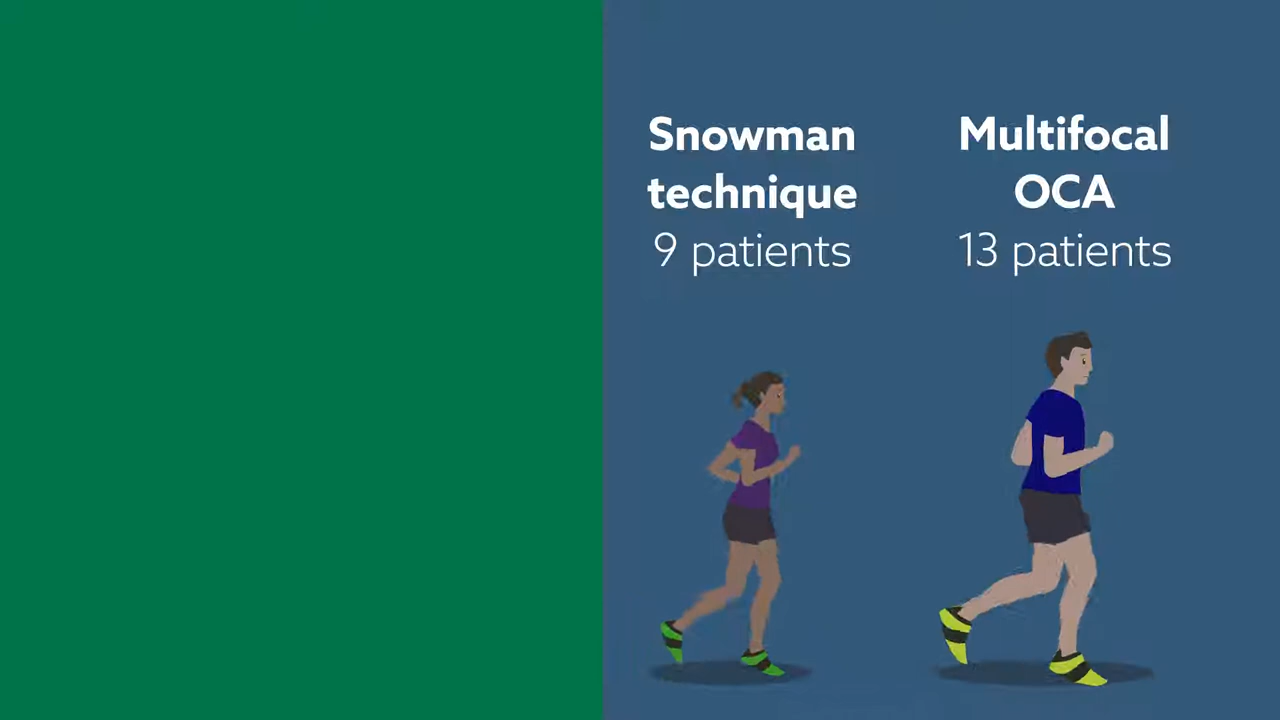 Snowman
technique
9 patients
Multifocal
OCA
13 patients